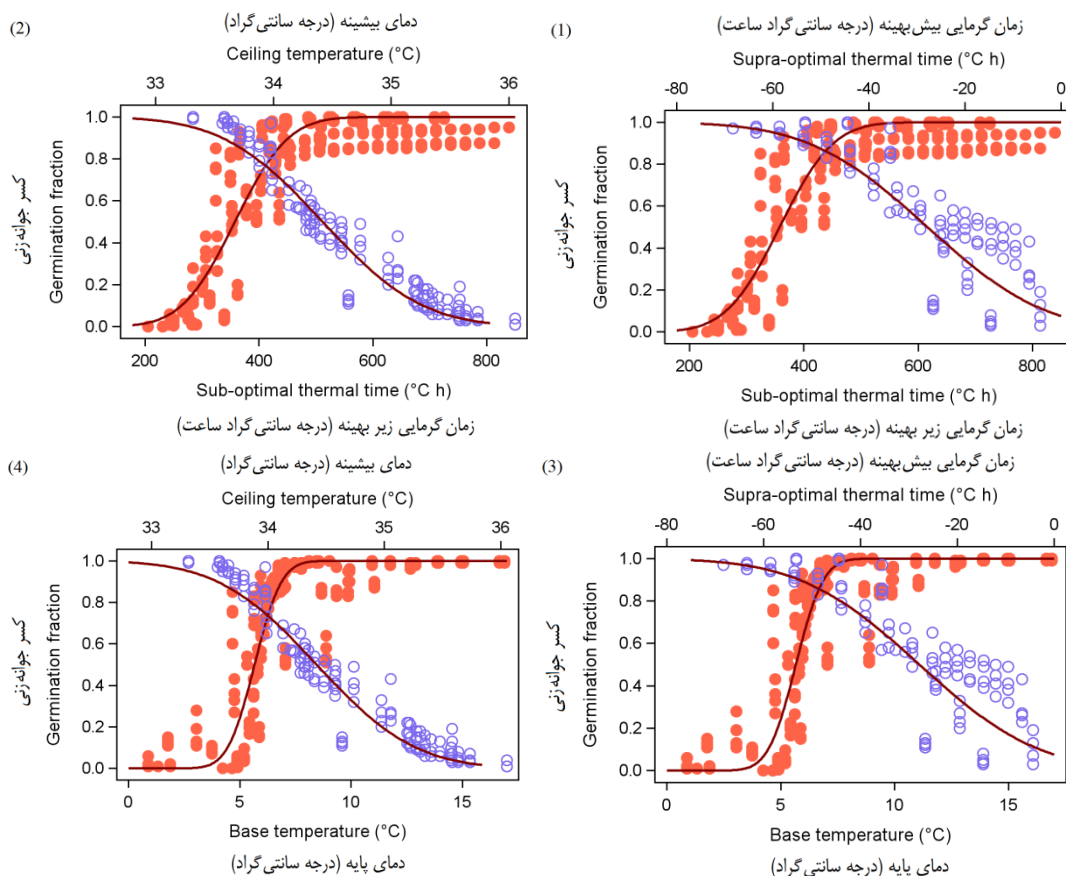 (2)
دمای بیشینه (درجه سانتی‌گراد)
Ceiling temperature (°C)
33 34 35 36
1.0
0.8
0.6
0.4
0.2
0.0
کسر جوانه‌زنی
Germination fraction
200 400 600 800
Sub-optimal thermal time (°C h)
زمان گرمایی زیر بهینه (درجه سانتی‌گراد ساعت)
(1)
زمان گرمایی بیش‌بهینه (درجه سانتی‌گراد ساعت)
Supra-optimal thermal time (°C h)
-80 -60 -40 -20 0
1.0
0.8
0.6
0.4
0.2
0.0
کسر جوانه‌زنی
Germination fraction
200 400 600 800
Sub-optimal thermal time (°C h)
زمان گرمایی زیر بهینه (درجه سانتی‌گراد ساعت)
(4)
دمای بیشینه (درجه سانتی‌گراد)
Ceiling temperature (°C)
33 34 35 36
1.0
0.8
0.6
0.4
0.2
0.0
کسر جوانه‌زنی
Germination fraction
0 5 10 15
Base temperature (°C)
دمای پایه (درجه سانتی‌گراد)
(3)
زمان گرمایی بیش‌بهینه (درجه سانتی‌گراد ساعت)
Supra-optimal thermal time (°C h)
-80 -60 -40 -20 0
1.0
0.8
0.6
0.4
0.2
0.0
کسر جوانه‌زنی
Germination fraction
0 5 10 15
Base temperature (°C)
دمای پایه (درجه سانتی‌گراد)